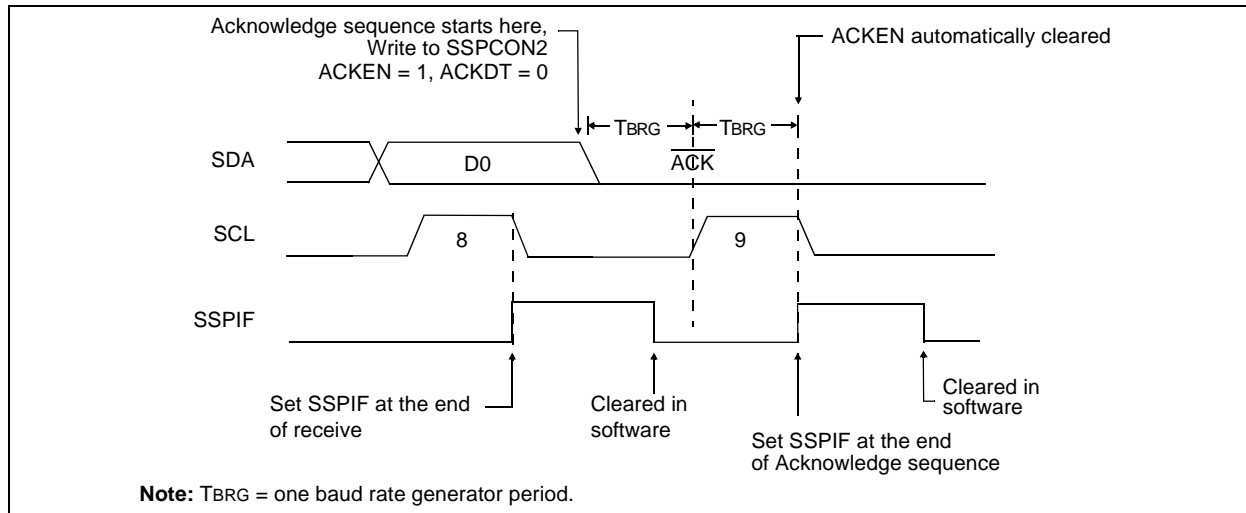 Acknowledge sequence starts here,
Write to SSPCON2
ACKEN = 1, ACKDT = 0
ACKEN automatically cleared
TBRG
TBRG
SDA
D0
ACK
SCL
8
9
SSPIF
Set SSPIF at the end
of receive
Cleared in
software
Set SSPIF at the end
of Acknowledge sequence
Cleared in
software
Note: TBRG = one baud rate generator period.